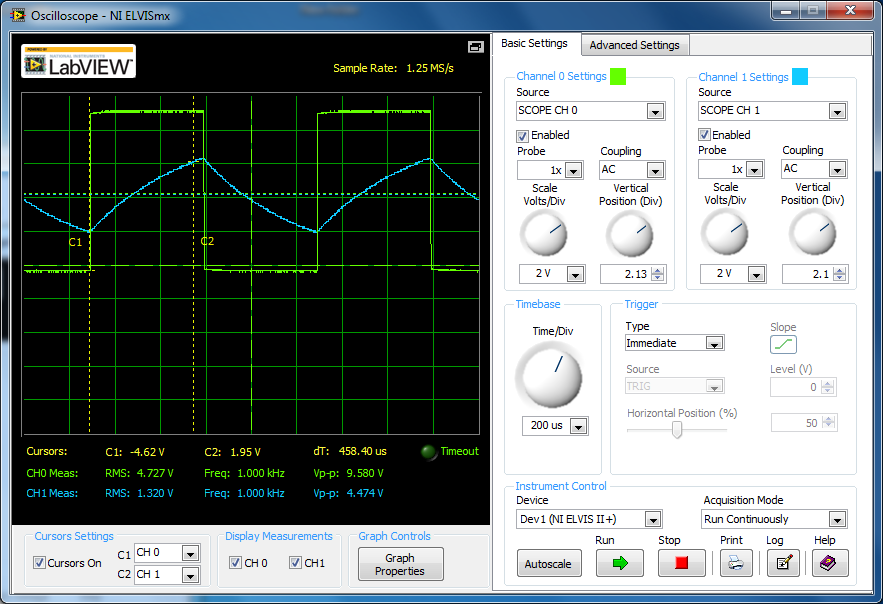 Oscilloscope - NI ELVISmx
POWERED BY
NATIONAL INSTRUMENTS
LabVIEW™
Sample Rate: 1.25 MS/s
C1
C2
Cursors: C1: -4.62 V C2: 1.95 V dT: 458.40 us Timeout
CH0 Meas: RMS: 4.727 V Freq: 1.000 kHz Vp-p: 9.580 V
CH1 Meas: RMS: 1.320 V Freq: 1.000 kHz Vp-p: 4.474 V
Cursors Settings
Cursors On
C1 CH 0
C2 CH 1
Display Measurements
CH 0 CH1
Graph Controls
Graph
Properties
Basic Settings Advanced Settings
Channel 0 Settings
Source
SCOPE CH 0
Enabled
Probe Coupling
1x AC
Scale Vertical
Volts/Div Position (Div)
2 V 2.13
Channel 1 Settings
Source
SCOPE CH 1
Enabled
Probe Coupling
1x AC
Scale Vertical
Volts/Div Position (Div)
2 V 2.1
Timebase
Time/Div
200 us
Trigger
Type Slope
Immediate
Source Level (V)
TRIG 0
Horizontal Position (%)
50
Instrument Control
Device Acquisition Mode
Dev1 (NI ELVIS II+) Run Continuously
Run Stop Print Log Help
Autoscale